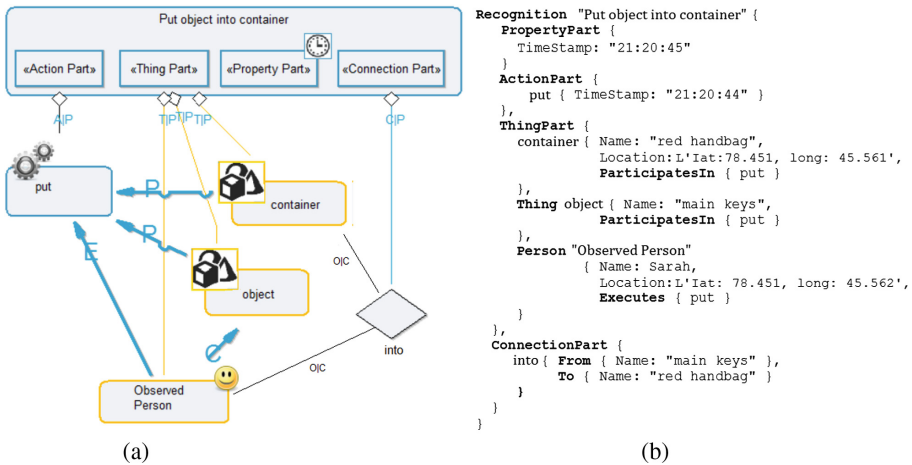 Put object into container
«Action Part»
«Thing Part»
«Property Part»
«Connection Part»
A|P
T|P
T|P
T|P
C|P
put
P
container
P
E
object
O|C
into
C
O|C
Observed
Person
(a)
Recognition "Put object into container" {
PropertyPart {
TimeStamp: "21:20:45"
}
ActionPart {
put { TimeStamp: "21:20:44" }
},
ThingPart {
container { Name: "red handbag",
Location:L'Iat:78.451, long: 45.561',
ParticipatesIn { put }
},
Thing object { Name: "main keys",
ParticipatesIn { put }
},
Person "Observed Person"
{ Name: Sarah,
Location:L'Iat: 78.451, long: 45.562',
Executes { put }
}
},
ConnectionPart {
into { From { Name: "main keys" },
To { Name: "red handbag" }
}
}
}
(b)